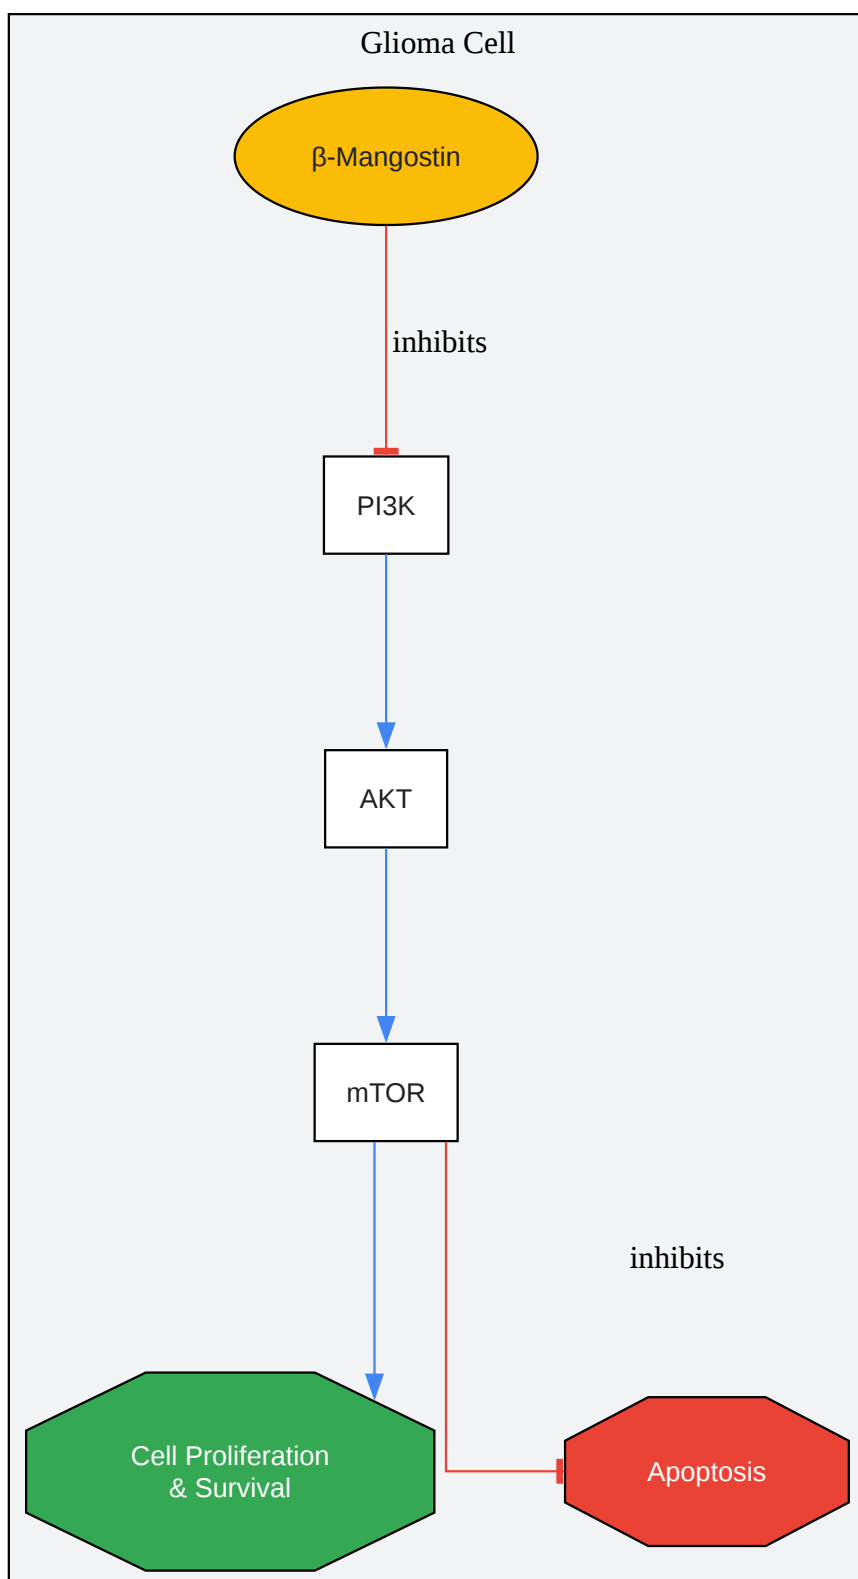 Glioma Cell
β-Mangostin
inhibits
PI3K
AKT
mTOR
inhibits
Cell Proliferation
& Survival
Apoptosis